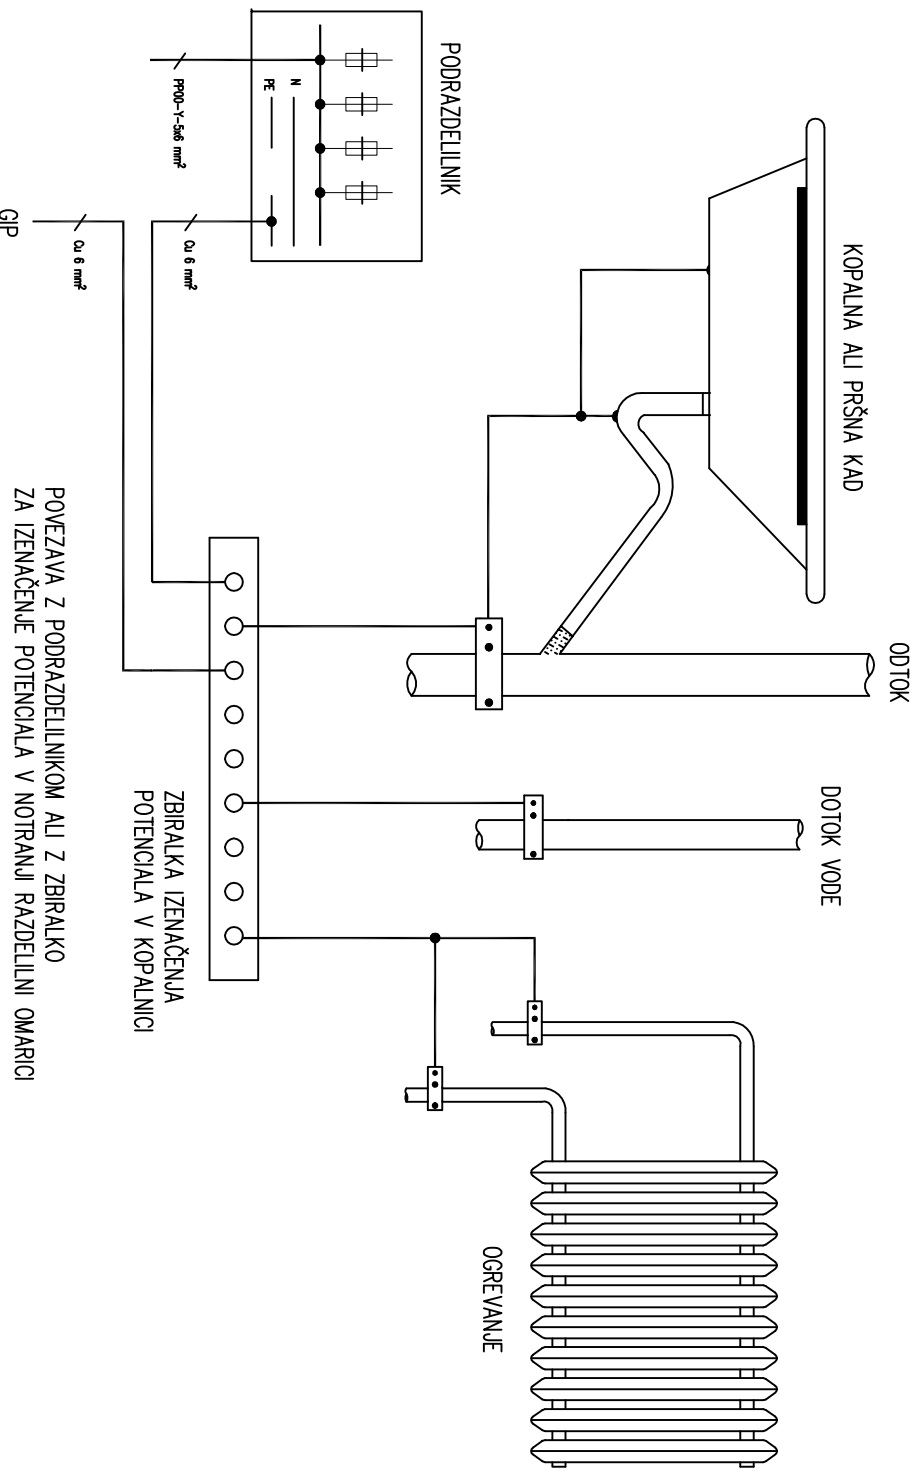 KOPALNA ALI PRŠNA KAD
ODTOK
DOTOK VODE
PODRAZDELILNIK
N
PE
PP00-Y-5x6 mm²
Cu 6 mm²
Cu 6 mm²
GIP
OGREVANJE
ZBIRALKA IZENAČENJA
POTENCIALA V KOPALNICI
POVEZAVA Z PODRAZDELILNIKOM ALI Z ZBIRALKO
ZA IZENAČENJE POTENCIALA V NOTRANJI RAZDELILNI OMARICI